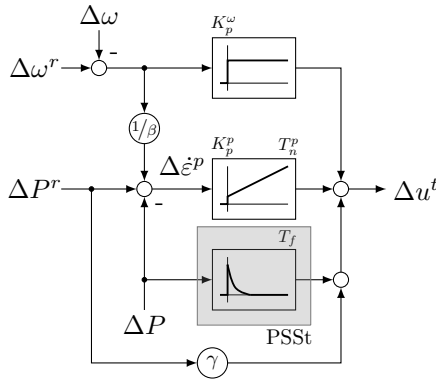 Δω
K_p^ω
-
Δω^r
1/β
Δε̇^p
K_p^p T_n^p
ΔP^r
-
Δu^t
T_f
ΔP
PSSt
γ